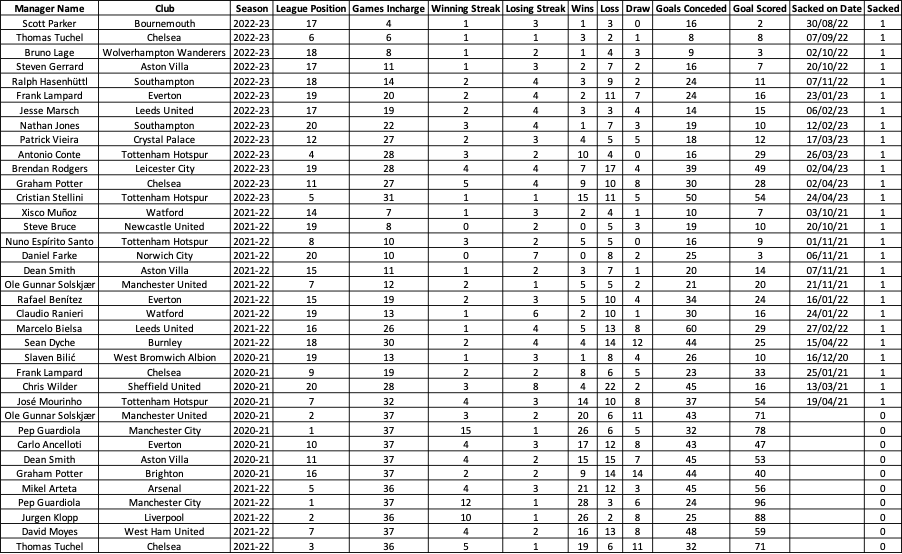 Manager Name Club Season League Position Games Incharge Winning Streak Losing Streak Wins Loss Draw Goals Conceded Goal Scored Sacked on Date Sacked
Scott Parker Bournemouth 2022-23 17 4 1 3 1 3 0 16 2 30/08/22 1
Thomas Tuchel Chelsea 2022-23 6 6 1 1 3 2 1 8 8 07/09/22 1
Bruno Lage Wolverhampton Wanderers 2022-23 18 8 1 2 1 4 3 9 3 02/10/22 1
Steven Gerrard Aston Villa 2022-23 17 11 1 3 2 7 2 16 7 20/10/22 1
Ralph Hasenhüttl Southampton 2022-23 18 14 2 4 3 9 2 24 11 07/11/22 1
Frank Lampard Everton 2022-23 19 20 2 4 2 11 7 24 16 23/01/23 1
Jesse Marsch Leeds United 2022-23 17 19 2 4 3 3 4 14 15 06/02/23 1
Nathan Jones Southampton 2022-23 20 22 3 4 1 7 3 19 10 12/02/23 1
Patrick Vieira Crystal Palace 2022-23 12 27 2 3 4 5 5 18 12 17/03/23 1
Antonio Conte Tottenham Hotspur 2022-23 4 28 3 2 10 4 0 16 29 26/03/23 1
Brendan Rodgers Leicester City 2022-23 19 28 4 4 7 17 4 39 49 02/04/23 1
Graham Potter Chelsea 2022-23 11 27 5 4 9 10 8 30 28 02/04/23 1
Cristian Stellini Tottenham Hotspur 2022-23 5 31 1 1 15 11 5 50 54 24/04/23 1
Xisco Muñoz Watford 2021-22 14 7 1 3 2 4 1 10 7 03/10/21 1
Steve Bruce Newcastle United 2021-22 19 8 0 2 0 5 3 19 10 20/10/21 1
Nuno Espírito Santo Tottenham Hotspur 2021-22 8 10 3 2 5 5 0 16 9 01/11/21 1
Daniel Farke Norwich City 2021-22 20 10 0 7 0 8 2 25 3 06/11/21 1
Dean Smith Aston Villa 2021-22 15 11 1 2 3 7 1 20 14 07/11/21 1
Ole Gunnar Solskjær Manchester United 2021-22 7 12 2 1 5 5 2 21 20 21/11/21 1
Rafael Benítez Everton 2021-22 15 19 2 3 5 10 4 34 24 16/01/22 1
Claudio Ranieri Watford 2021-22 19 13 1 6 2 10 1 30 16 24/01/22 1
Marcelo Bielsa Leeds United 2021-22 16 26 1 4 5 13 8 60 29 27/02/22 1
Sean Dyche Burnley 2021-22 18 30 2 4 4 14 12 44 25 15/04/22 1
Slaven Bilić West Bromwich Albion 2020-21 19 13 1 3 1 8 4 26 10 16/12/20 1
Frank Lampard Chelsea 2020-21 9 19 2 2 8 6 5 23 33 25/01/21 1
Chris Wilder Sheffield United 2020-21 20 28 3 8 4 22 2 45 16 13/03/21 1
José Mourinho Tottenham Hotspur 2020-21 7 32 4 3 14 10 8 37 54 19/04/21 1
Ole Gunnar Solskjær Manchester United 2020-21 2 37 3 2 20 6 11 43 71 0
Pep Guardiola Manchester City 2020-21 1 37 15 1 26 6 5 32 78 0
Carlo Ancelloti Everton 2020-21 10 37 4 3 17 12 8 43 47 0
Dean Smith Aston Villa 2020-21 11 37 4 2 15 15 7 45 53 0
Graham Potter Brighton 2020-21 16 37 2 2 9 14 14 44 40 0
Mikel Arteta Arsenal 2021-22 5 36 4 3 21 12 3 45 56 0
Pep Guardiola Manchester City 2021-22 1 37 12 1 28 3 6 24 96 0
Jurgen Klopp Liverpool 2021-22 2 36 10 1 26 2 8 25 88 0
David Moyes West Ham United 2021-22 7 37 4 2 16 13 8 48 59 0
Thomas Tuchel Chelsea 2021-22 3 36 5 1 19 6 11 32 71 0